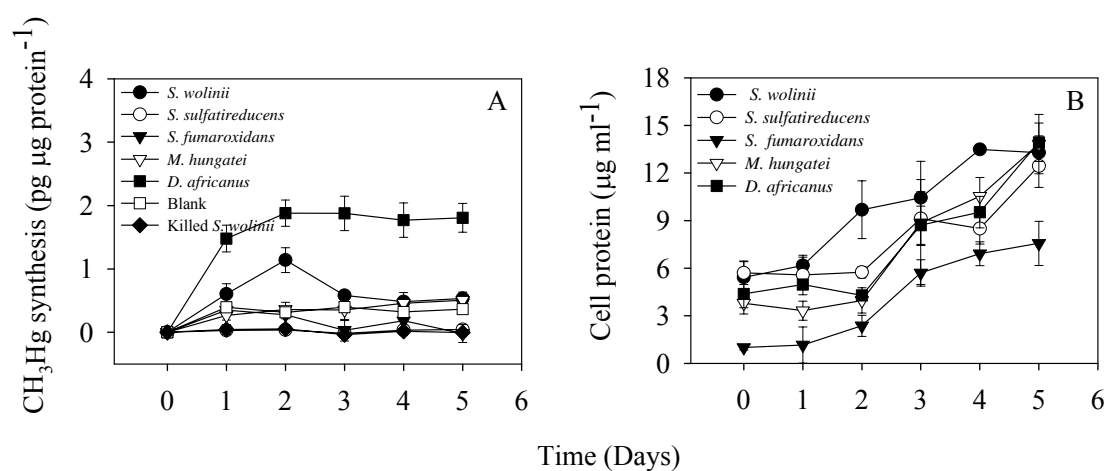 CH₃Hg synthesis (pg µg protein⁻¹)
4
3
2
1
0
S. wolinii
S. sulfatireducens
S. fumaroxidans
M. hungatei
D. africanus
Blank
Killed S. wolinii
A
0 1 2 3 4 5 6
Cell protein (µg ml⁻¹)
18
15
12
9
6
3
0
S. wolinii
S. sulfatireducens
S. fumaroxidans
M. hungatei
D. africanus
B
0 1 2 3 4 5 6
Time (Days)